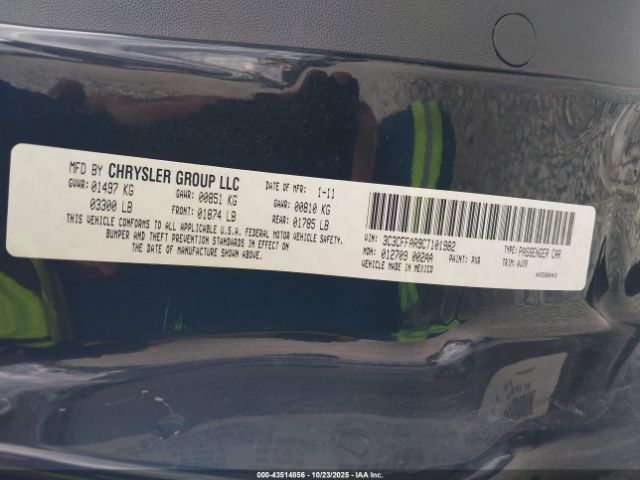 MFD BY CHRYSLER GROUP LLC DATE OF MFR: 1-11
GVWR: 01497 KG GAWR: 00851 KG GAWR: 00810 KG
03300 LB FRONT: 01874 LB REAR: 01785 LB
THIS VEHICLE CONFORMS TO ALL APPLICABLE U.S.A. FEDERAL MOTOR VEHICLE SAFETY,
BUMPER AND THEFT PREVENTION STANDARDS IN EFFECT ON
THE DATE OF MANUFACTURE SHOWN ABOVE.
VIN: 3C3CFFAR9CT101982 TYPE: PASSENGER CAR
MDH: 012709 002AA PAINT: PXR TRIM:
VEHICLE MADE IN MEXICO
000-43514856 | 10/23/2025 | IAA Inc.